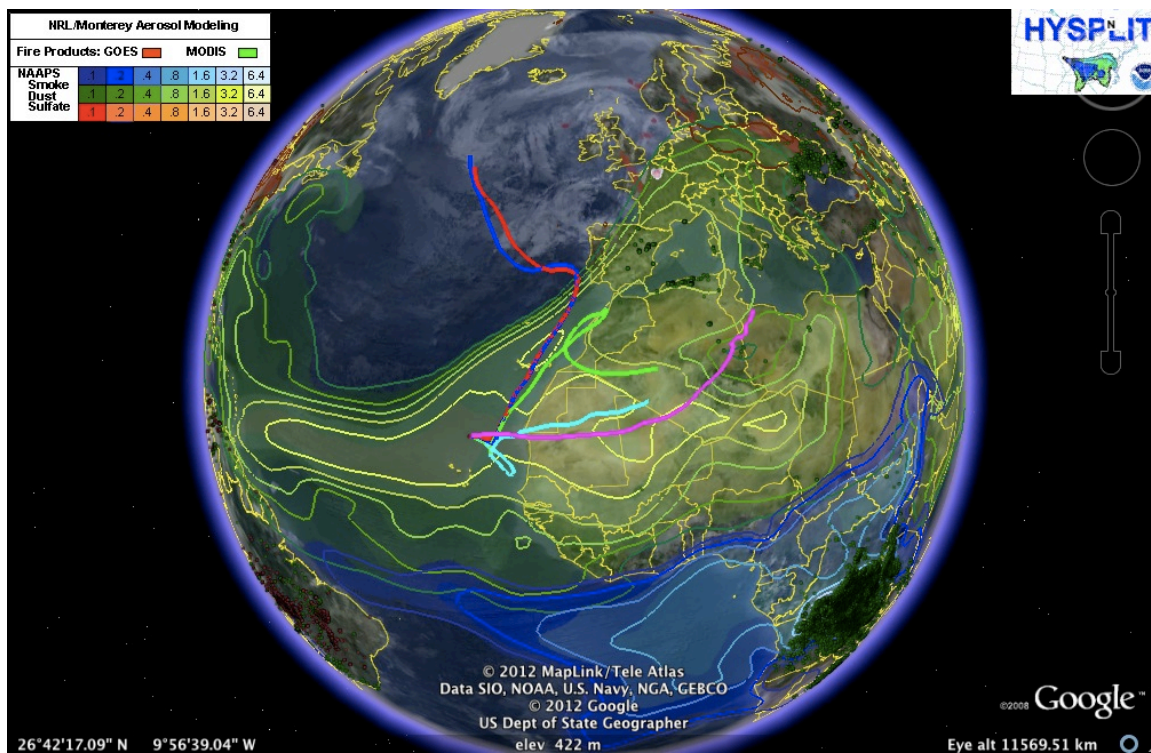 NRL/Monterey Aerosol Modeling
Fire Products: GOES MODIS
NAAPS
Smoke .1 .2 .4 .8 1.6 3.2 6.4
Dust .1 .2 .4 .8 1.6 3.2 6.4
Sulfate .1 .2 .4 .8 1.6 3.2 6.4
HYSPLIT
N
© 2012 MapLink/Tele Atlas
Data SIO, NOAA, U.S. Navy, NGA, GEBCO
© 2012 Google
US Dept of State Geographer
©2008 Google
26°42'17.09" N 9°56'39.04" W elev 422 m Eye alt 11569.51 km